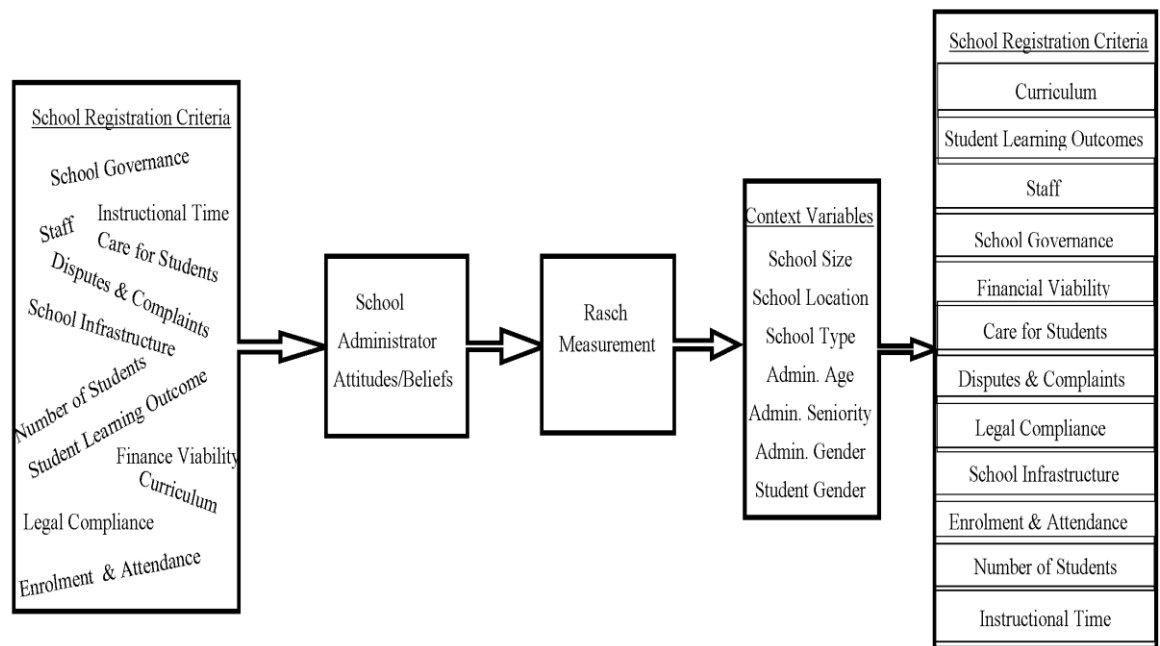 School Registration Criteria
School Governance
Instructional Time
Staff
Care for Students
Disputes & Complaints
School Infrastructure
Number of Students
Student Learning Outcome
Finance Viability
Curriculum
Legal Compliance
Enrolment & Attendance
School
Administrator
Attitudes/Beliefs
Rasch
Measurement
Context Variables
School Size
School Location
School Type
Admin. Age
Admin. Seniority
Admin. Gender
Student Gender
School Registration Criteria
Curriculum
Student Learning Outcomes
Staff
School Governance
Financial Viability
Care for Students
Disputes & Complaints
Legal Compliance
School Infrastructure
Enrolment & Attendance
Number of Students
Instructional Time